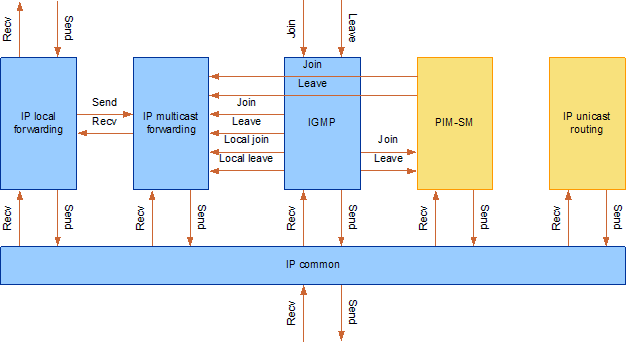 Recv
Send
Join
Leave
IP local
forwarding
Send
Recv
IP multicast
forwarding
Join
Leave
Join
Leave
Local join
Local leave
IGMP
Join
Leave
PIM-SM
IP unicast
routing
Recv
Send
Recv
Send
Recv
Send
Recv
Send
Recv
Send
IP common
Recv
Send